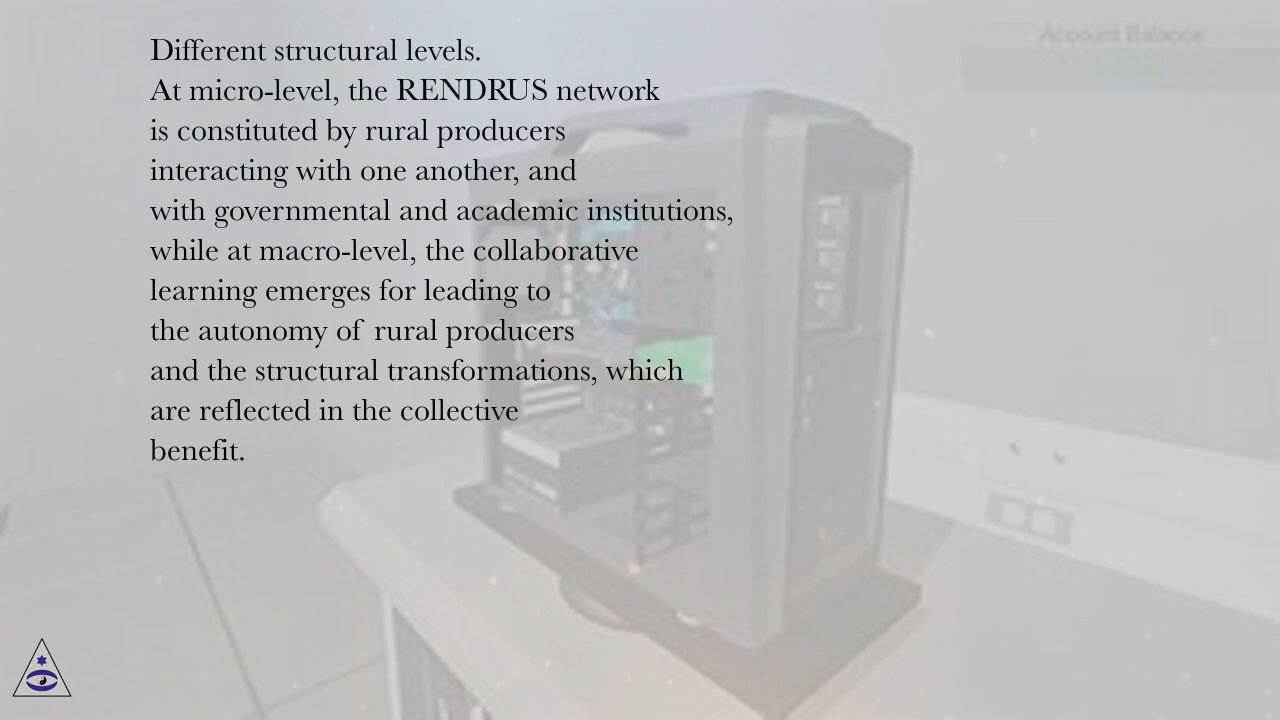 Account Balance
Different structural levels.
At micro-level, the RENDRUS network
is constituted by rural producers
interacting with one another, and
with governmental and academic institutions,
while at macro-level, the collaborative
learning emerges for leading to
the autonomy of rural producers
and the structural transformations, which
are reflected in the collective
benefit.